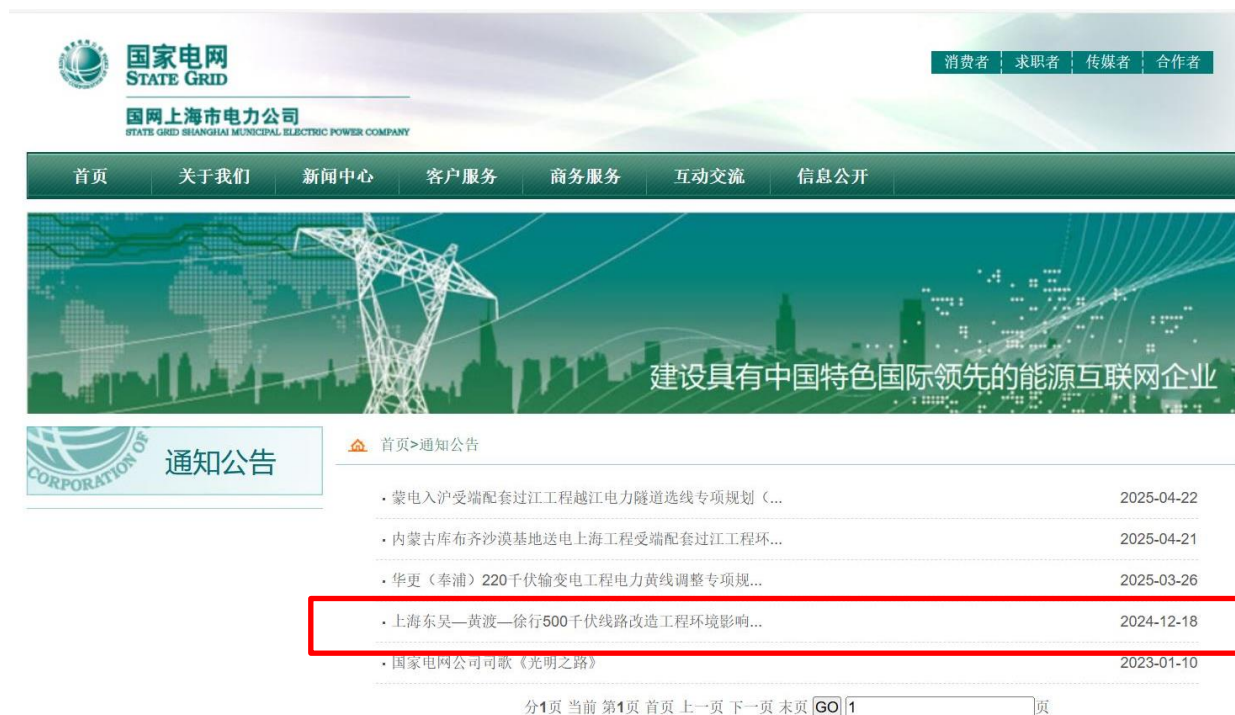 国家电网
STATE GRID
国网上海市电力公司
STATE GRID SHANGHAI MUNICIPAL ELECTRIC POWER COMPANY
消费者 求职者 传媒者 合作者
首页 关于我们 新闻中心 客户服务 商务服务 互动交流 信息公开
建设具有中国特色国际领先的能源互联网企业
CORPORATION OF
通知公告
首页>通知公告
· 蒙电入沪受端配套过江工程越江电力隧道选线专项规划（... 2025-04-22
· 内蒙古库布齐沙漠基地送电上海工程受端配套过江工程环... 2025-04-21
· 华更（奉浦）220千伏输变电工程电力黄线调整专项规... 2025-03-26
· 上海东吴—黄渡—徐行500千伏线路改造工程环境影响... 2024-12-18
· 国家电网公司司歌《光明之路》 2023-01-10
分1页 当前 第1页 首页 上一页 下一页 末页 GO 1 页